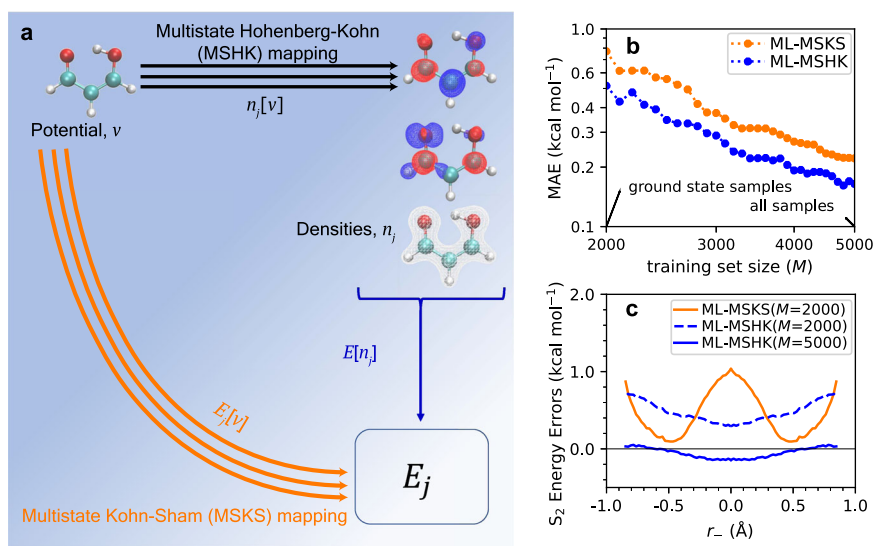 a
Multistate Hohenberg-Kohn
(MSHK) mapping
n_j[v]
Potential, v
Densities, n_j
E[n_j]
E_j[v]
E_j
Multistate Kohn-Sham (MSKS) mapping
b
ML-MSKS
ML-MSHK
MAE (kcal mol⁻¹)
1.0
0.6
0.4
0.3
0.2
0.1
ground state samples
all samples
2000
3000
4000
5000
training set size (M)
c
ML-MSKS(M=2000)
ML-MSHK(M=2000)
ML-MSHK(M=5000)
S₂ Energy Errors (kcal mol⁻¹)
2.0
1.0
0.0
-1.0
-0.5
0.0
0.5
1.0
r₋ (Å)